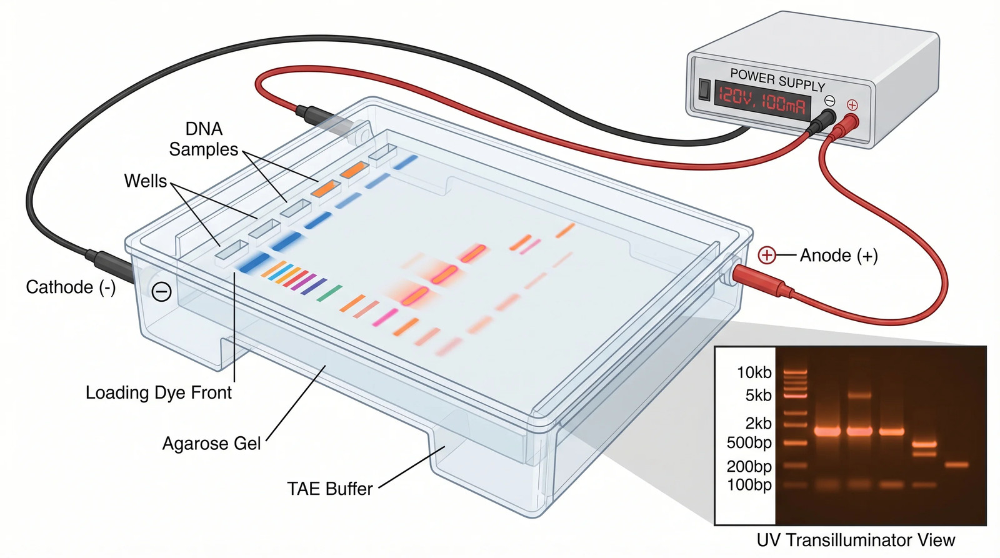 POWER SUPPLY
120V, 100mA
−
+
DNA
Samples
Wells
Cathode (-)
−
+
Anode (+)
Loading Dye Front
Agarose Gel
TAE Buffer
10kb
5kb
2kb
500bp
200bp
100bp
UV Transilluminator View